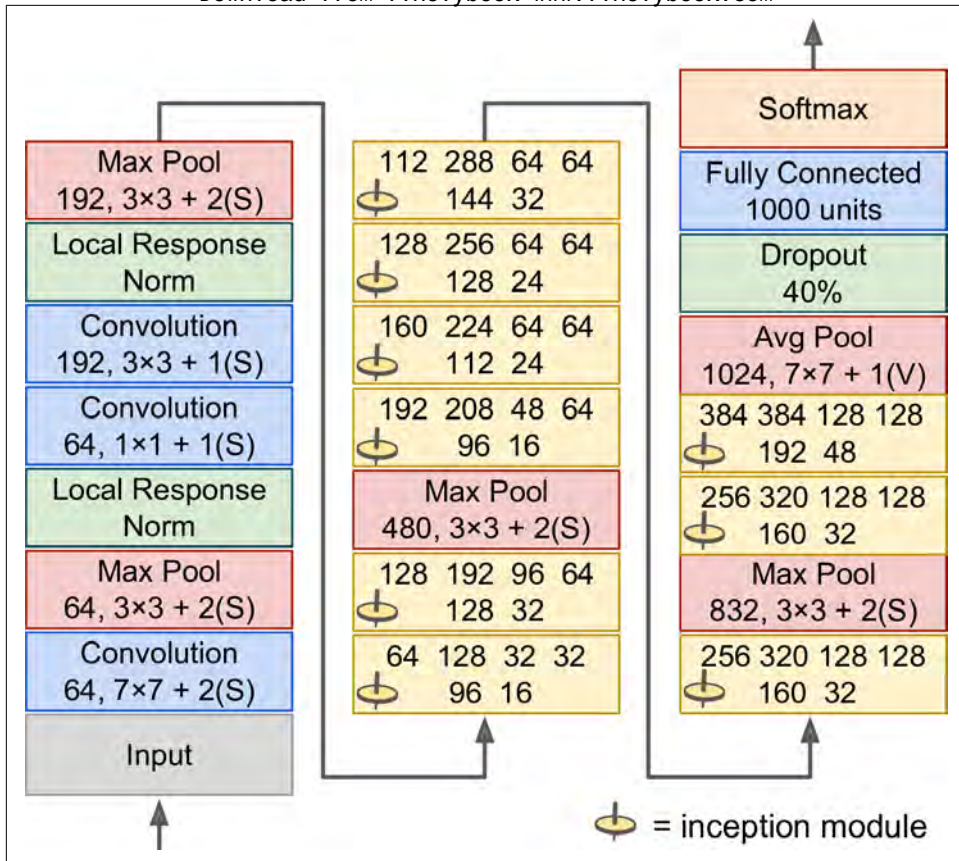 Max Pool
192, 3×3 + 2(S)
Local Response
Norm
Convolution
192, 3×3 + 1(S)
Convolution
64, 1×1 + 1(S)
Local Response
Norm
Max Pool
64, 3×3 + 2(S)
Convolution
64, 7×7 + 2(S)
Input
112 288 64 64
144 32
128 256 64 64
128 24
160 224 64 64
112 24
192 208 48 64
96 16
Max Pool
480, 3×3 + 2(S)
128 192 96 64
128 32
64 128 32 32
96 16
Softmax
Fully Connected
1000 units
Dropout
40%
Avg Pool
1024, 7×7 + 1(V)
384 384 128 128
192 48
256 320 128 128
160 32
Max Pool
832, 3×3 + 2(S)
256 320 128 128
160 32
= inception module